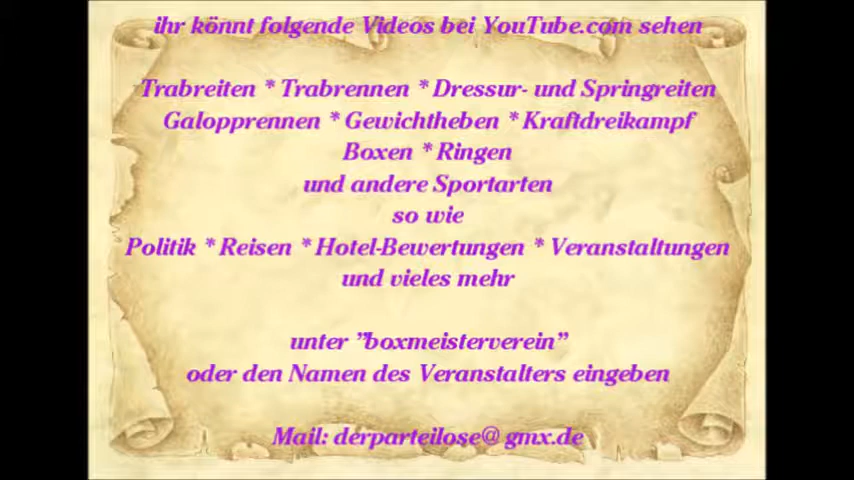 ihr könnt folgende Videos bei YouTube.com sehen
Trabreiten * Trabrennen * Dressur- und Springreiten
Galopprennen * Gewichtheben * Kraftdreikampf
Boxen * Ringen
und andere Sportarten
so wie
Politik * Reisen * Hotel-Bewertungen * Veranstaltungen
und vieles mehr
unter "boxmeisterverein"
oder den Namen des Veranstalters eingeben
Mail: derparteilose@gmx.de